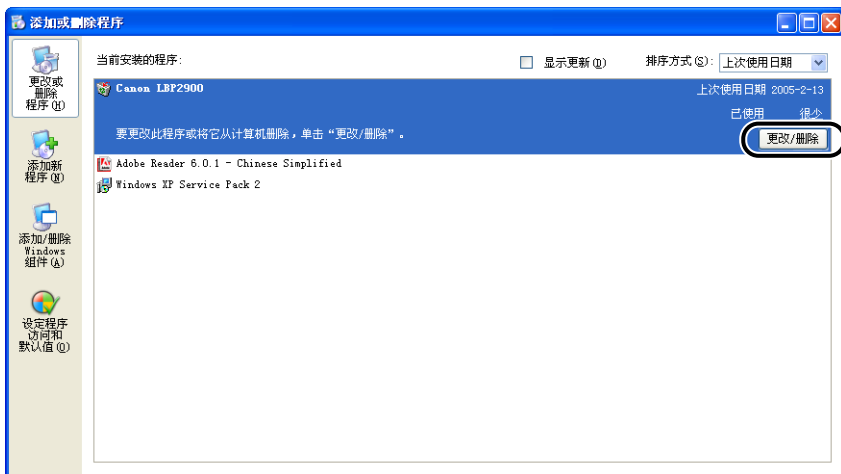 添加或删除程序
更改或
删除
程序(H)
添加新
程序(N)
添加/删除
Windows
组件(A)
设定程序
访问和
默认值(O)
当前安装的程序:
显示更新(D)
排序方式(S):
上次使用日期
Canon LBP2900
上次使用日期 2005-2-13
已使用 很少
要更改此程序或将它从计算机删除，单击“更改/删除”。
更改/删除
Adobe Reader 6.0.1 - Chinese Simplified
Windows XP Service Pack 2